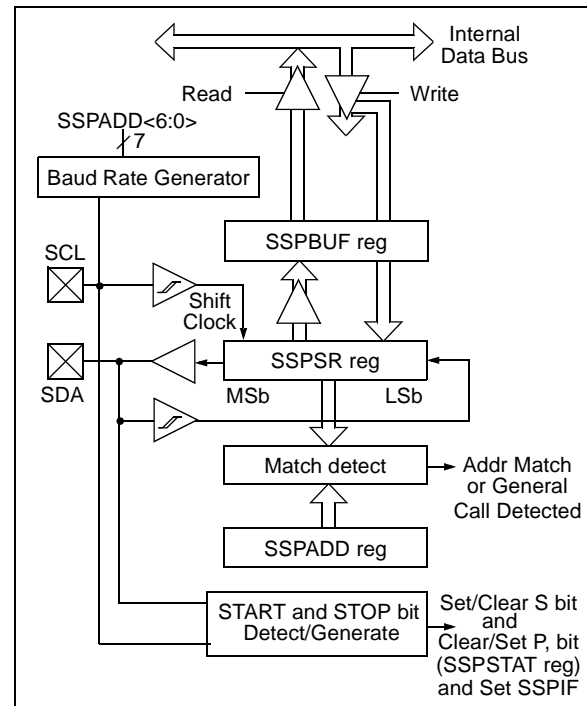 Internal
Data Bus
Read
Write
SSPADD<6:0>
7
Baud Rate Generator
SSPBUF reg
SCL
Shift
Clock
SSPSR reg
SDA
MSb
LSb
Match detect
Addr Match
or General
Call Detected
SSPADD reg
START and STOP bit
Detect/Generate
Set/Clear S bit
and
Clear/Set P, bit
(SSPSTAT reg)
and Set SSPIF